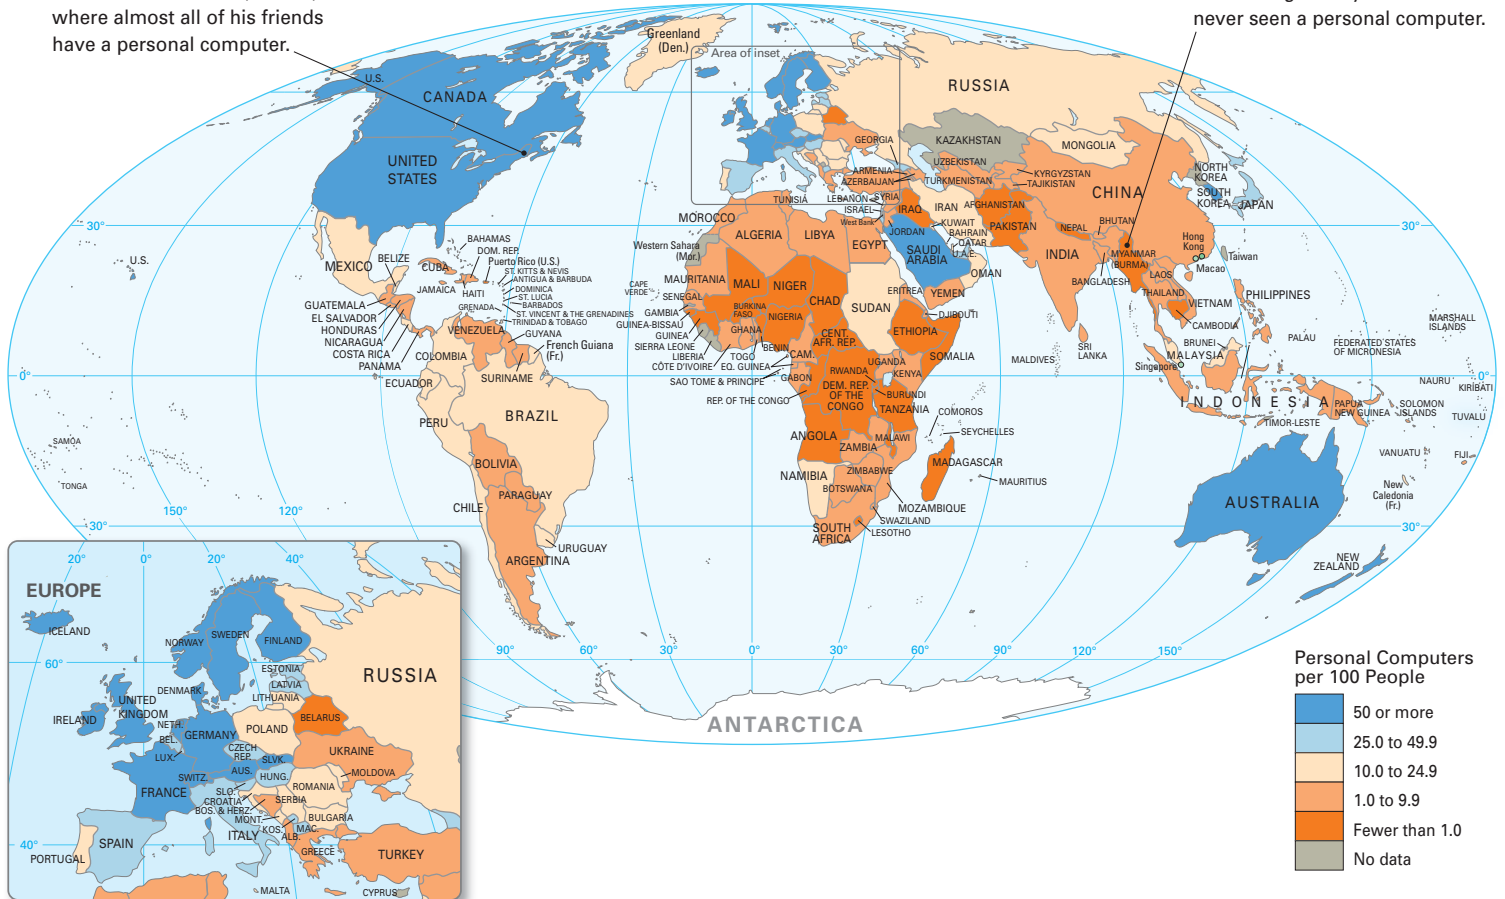 where almost all of his friends
have a personal computer.
never seen a personal computer.
Greenland
(Den.)
Area of inset
U.S.
CANADA
RUSSIA
UNITED
STATES
GEORGIA
KAZAKHSTAN
MONGOLIA
UZBEKISTAN
ARMENIA
AZERBAIJAN
TURKMENISTAN
KYRGYZSTAN
TAJIKISTAN
NORTH
KOREA
CHINA
SOUTH
KOREA
JAPAN
TUNISIA
LEBANON
SYRIA
ISRAEL
West Bank
IRAQ
IRAN
AFGHANISTAN
MOROCCO
JORDAN
KUWAIT
BAHRAIN
QATAR
U.A.E.
PAKISTAN
NEPAL
BHUTAN
30°
30°
ALGERIA
LIBYA
EGYPT
SAUDI
ARABIA
Western Sahara
(Mor.)
INDIA
MYANMAR
(BURMA)
Hong
Kong
Macao
Taiwan
U.S.
MEXICO
BELIZE
CUBA
BAHAMAS
DOM. REP.
Puerto Rico (U.S.)
ST. KITTS & NEVIS
ANTIGUA & BARBUDA
DOMINICA
ST. LUCIA
BARBADOS
ST. VINCENT & THE GRENADINES
TRINIDAD & TOBAGO
JAMAICA
HAITI
GRENADA
GUATEMALA
EL SALVADOR
HONDURAS
NICARAGUA
COSTA RICA
PANAMA
VENEZUELA
GUYANA
French Guiana
(Fr.)
COLOMBIA
SURINAME
ECUADOR
CAPE
VERDE
MAURITANIA
SENEGAL
GAMBIA
GUINEA-BISSAU
GUINEA
SIERRA LEONE
LIBERIA
CÔTE D'IVOIRE
MALI
NIGER
CHAD
BURKINA
FASO
NIGERIA
GHANA
TOGO
BENIN
CAM.
EQ. GUINEA
SAO TOME & PRINCIPE
GABON
REP. OF THE CONGO
SUDAN
ERITREA
YEMEN
OMAN
DJIBOUTI
ETHIOPIA
CENT.
AFR. REP.
SOMALIA
UGANDA
KENYA
RWANDA
DEM. REP.
OF THE
CONGO
BURUNDI
TANZANIA
BANGLADESH
LAOS
THAILAND
VIETNAM
CAMBODIA
PHILIPPINES
SRI
LANKA
MALDIVES
BRUNEI
MALAYSIA
Singapore
PALAU
MARSHALL
ISLANDS
FEDERATED STATES
OF MICRONESIA
0°
0°
NAURU
KIRIBATI
INDONESIA
PAPUA
NEW GUINEA
SOLOMON
ISLANDS
TUVALU
TIMOR-LESTE
BRAZIL
PERU
SAMOA
TONGA
BOLIVIA
PARAGUAY
CHILE
URUGUAY
ARGENTINA
ANGOLA
ZAMBIA
MALAWI
COMOROS
SEYCHELLES
MADAGASCAR
MAURITIUS
NAMIBIA
ZIMBABWE
BOTSWANA
MOZAMBIQUE
SWAZILAND
LESOTHO
SOUTH
AFRICA
VANUATU
FIJI
New
Caledonia
(Fr.)
AUSTRALIA
NEW
ZEALAND
150°
120°
30°
30°
90°
60°
30°
0°
30°
60°
90°
120°
150°
ANTARCTICA
20°
0°
20°
40°
EUROPE
ICELAND
NORWAY
SWEDEN
FINLAND
60°
ESTONIA
LATVIA
LITHUANIA
RUSSIA
DENMARK
UNITED
KINGDOM
IRELAND
NETH.
BEL.
LUX.
GERMANY
POLAND
BELARUS
CZECH
REP.
SLVK.
UKRAINE
AUS.
HUNG.
MOLDOVA
SWITZ.
FRANCE
SLO.
CROATIA
BOS. & HERZ.
ROMANIA
SERBIA
MONT.
BULGARIA
KOS.
MAC.
ALB.
ITALY
GREECE
TURKEY
40°
SPAIN
PORTUGAL
MALTA
CYPRUS
Personal Computers
per 100 People
50 or more
25.0 to 49.9
10.0 to 24.9
1.0 to 9.9
Fewer than 1.0
No data